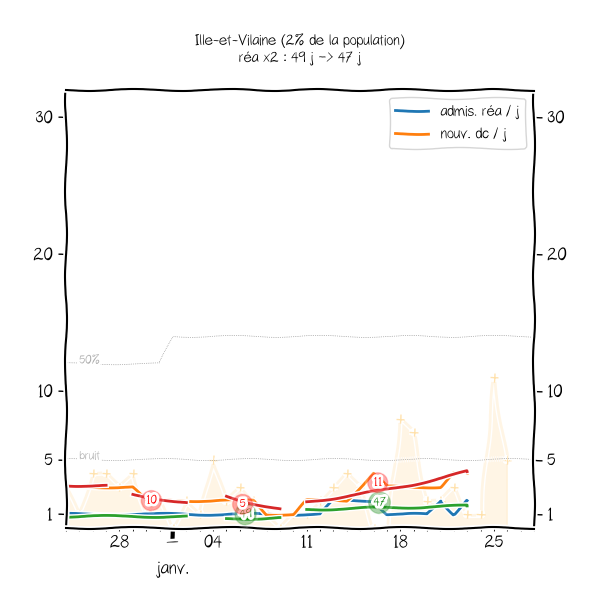 Ille-et-Vilaine (2% de la population)
réa x2 : 49 j -> 47 j
admis. réa / j
nouv. dc / j
30 30
20 20
50%
10 10
bruit
5 5
11
10
5
47
1 1
28 04 11 18 25
janv.